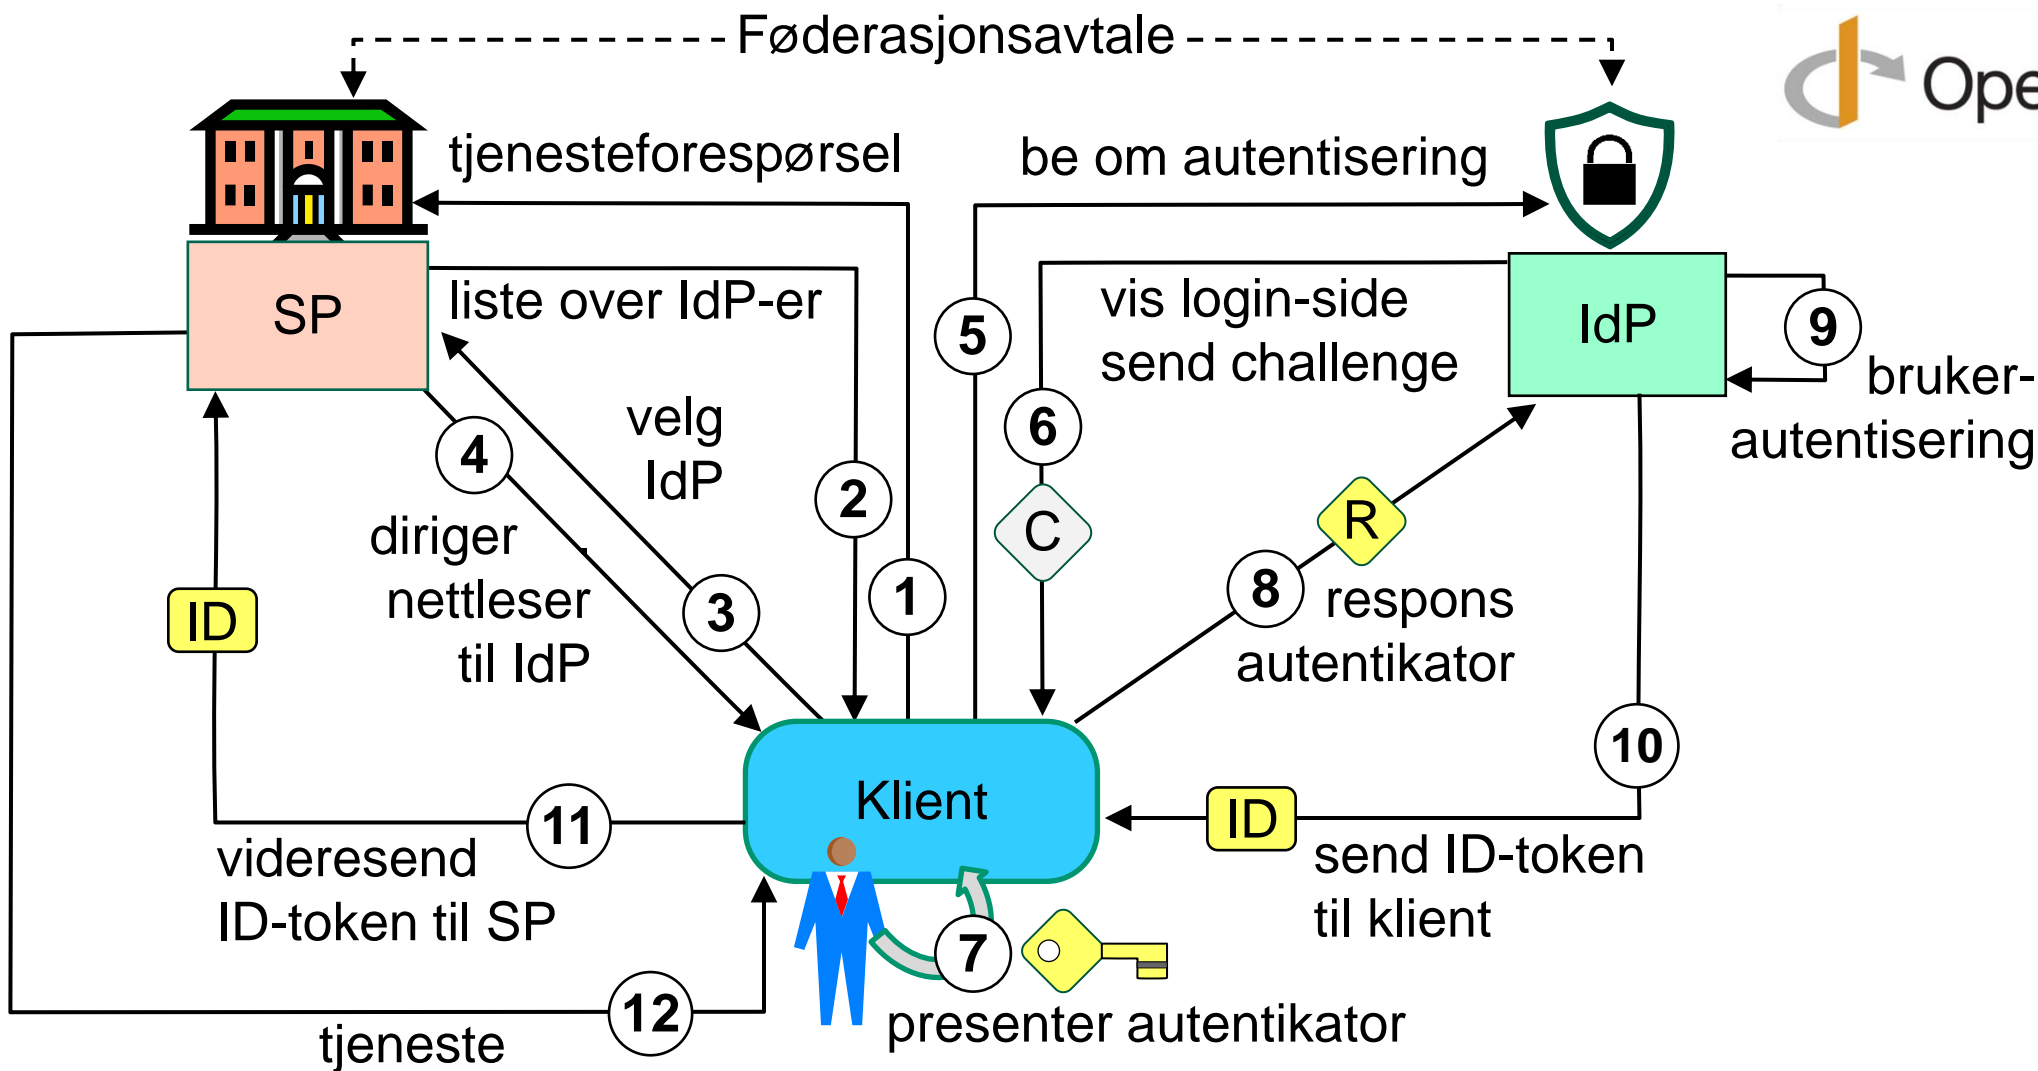 Føderasjonsavtale
Ope
tjenesteforespørsel
be om autentisering
SP
liste over IdP-er
5
vis login-side
send challenge
IdP
9
bruker-
autentisering
4
velg
IdP
2
6
C
R
diriger
nettleser
til IdP
3
1
8
respons
autentikator
ID
10
Klient
11
ID
videresend
ID-token til SP
send ID-token
til klient
7
12
presenter autentikator
tjeneste